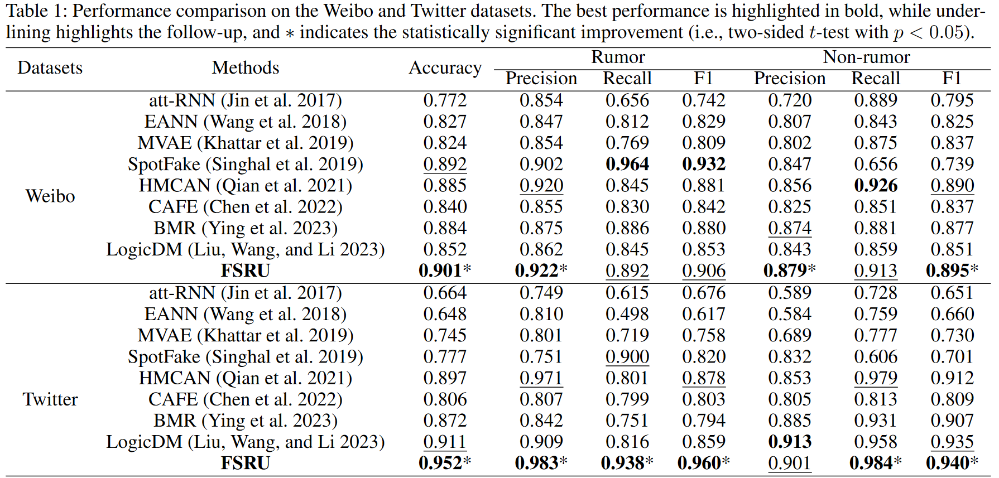 Table 1: Performance comparison on the Weibo and Twitter datasets. The best performance is highlighted in bold, while under-
lining highlights the follow-up, and ∗ indicates the statistically significant improvement (i.e., two-sided t-test with p < 0.05).
Datasets Methods Accuracy Rumor Non-rumor
Precision Recall F1 Precision Recall F1
Weibo
att-RNN (Jin et al. 2017) 0.772 0.854 0.656 0.742 0.720 0.889 0.795
EANN (Wang et al. 2018) 0.827 0.847 0.812 0.829 0.807 0.843 0.825
MVAE (Khattar et al. 2019) 0.824 0.854 0.769 0.809 0.802 0.875 0.837
SpotFake (Singhal et al. 2019) 0.892 0.902 0.964 0.932 0.847 0.656 0.739
HMCAN (Qian et al. 2021) 0.885 0.920 0.845 0.881 0.856 0.926 0.890
CAFE (Chen et al. 2022) 0.840 0.855 0.830 0.842 0.825 0.851 0.837
BMR (Ying et al. 2023) 0.884 0.875 0.886 0.880 0.874 0.881 0.877
LogicDM (Liu, Wang, and Li 2023) 0.852 0.862 0.845 0.853 0.843 0.859 0.851
FSRU 0.901* 0.922* 0.892 0.906 0.879* 0.913 0.895*
Twitter
att-RNN (Jin et al. 2017) 0.664 0.749 0.615 0.676 0.589 0.728 0.651
EANN (Wang et al. 2018) 0.648 0.810 0.498 0.617 0.584 0.759 0.660
MVAE (Khattar et al. 2019) 0.745 0.801 0.719 0.758 0.689 0.777 0.730
SpotFake (Singhal et al. 2019) 0.777 0.751 0.900 0.820 0.832 0.606 0.701
HMCAN (Qian et al. 2021) 0.897 0.971 0.801 0.878 0.853 0.979 0.912
CAFE (Chen et al. 2022) 0.806 0.807 0.799 0.803 0.805 0.813 0.809
BMR (Ying et al. 2023) 0.872 0.842 0.751 0.794 0.885 0.931 0.907
LogicDM (Liu, Wang, and Li 2023) 0.911 0.909 0.816 0.859 0.913 0.958 0.935
FSRU 0.952* 0.983* 0.938* 0.960* 0.901 0.984* 0.940*